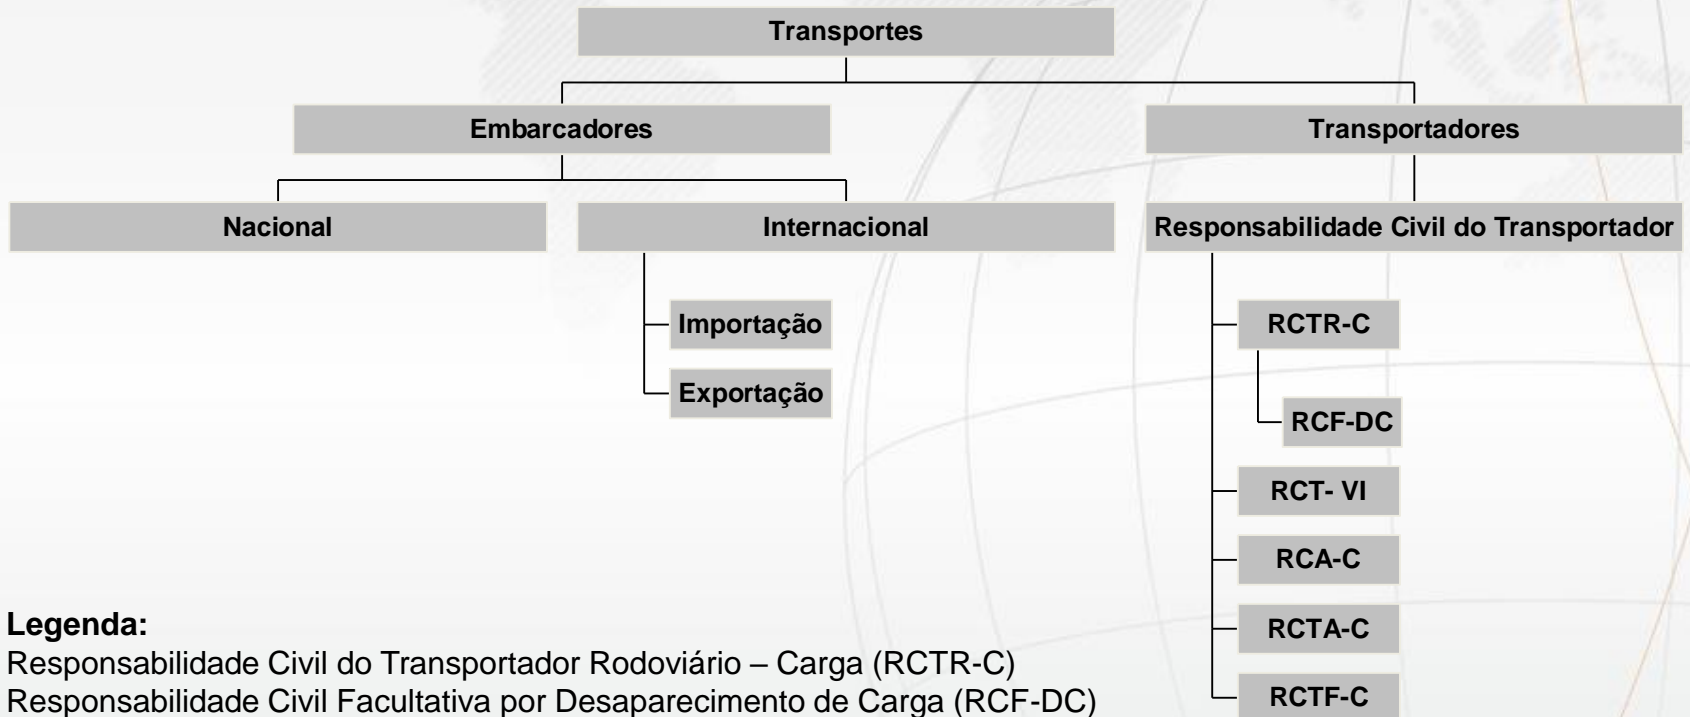 Transportes
Embarcadores
Transportadores
Nacional
Internacional
Responsabilidade Civil do Transportador
Importação
Exportação
RCTR-C
RCF-DC
RCT- VI
RCA-C
RCTA-C
RCTF-C
Legenda:
Responsabilidade Civil do Transportador Rodoviário – Carga (RCTR-C)
Responsabilidade Civil Facultativa por Desaparecimento de Carga (RCF-DC)